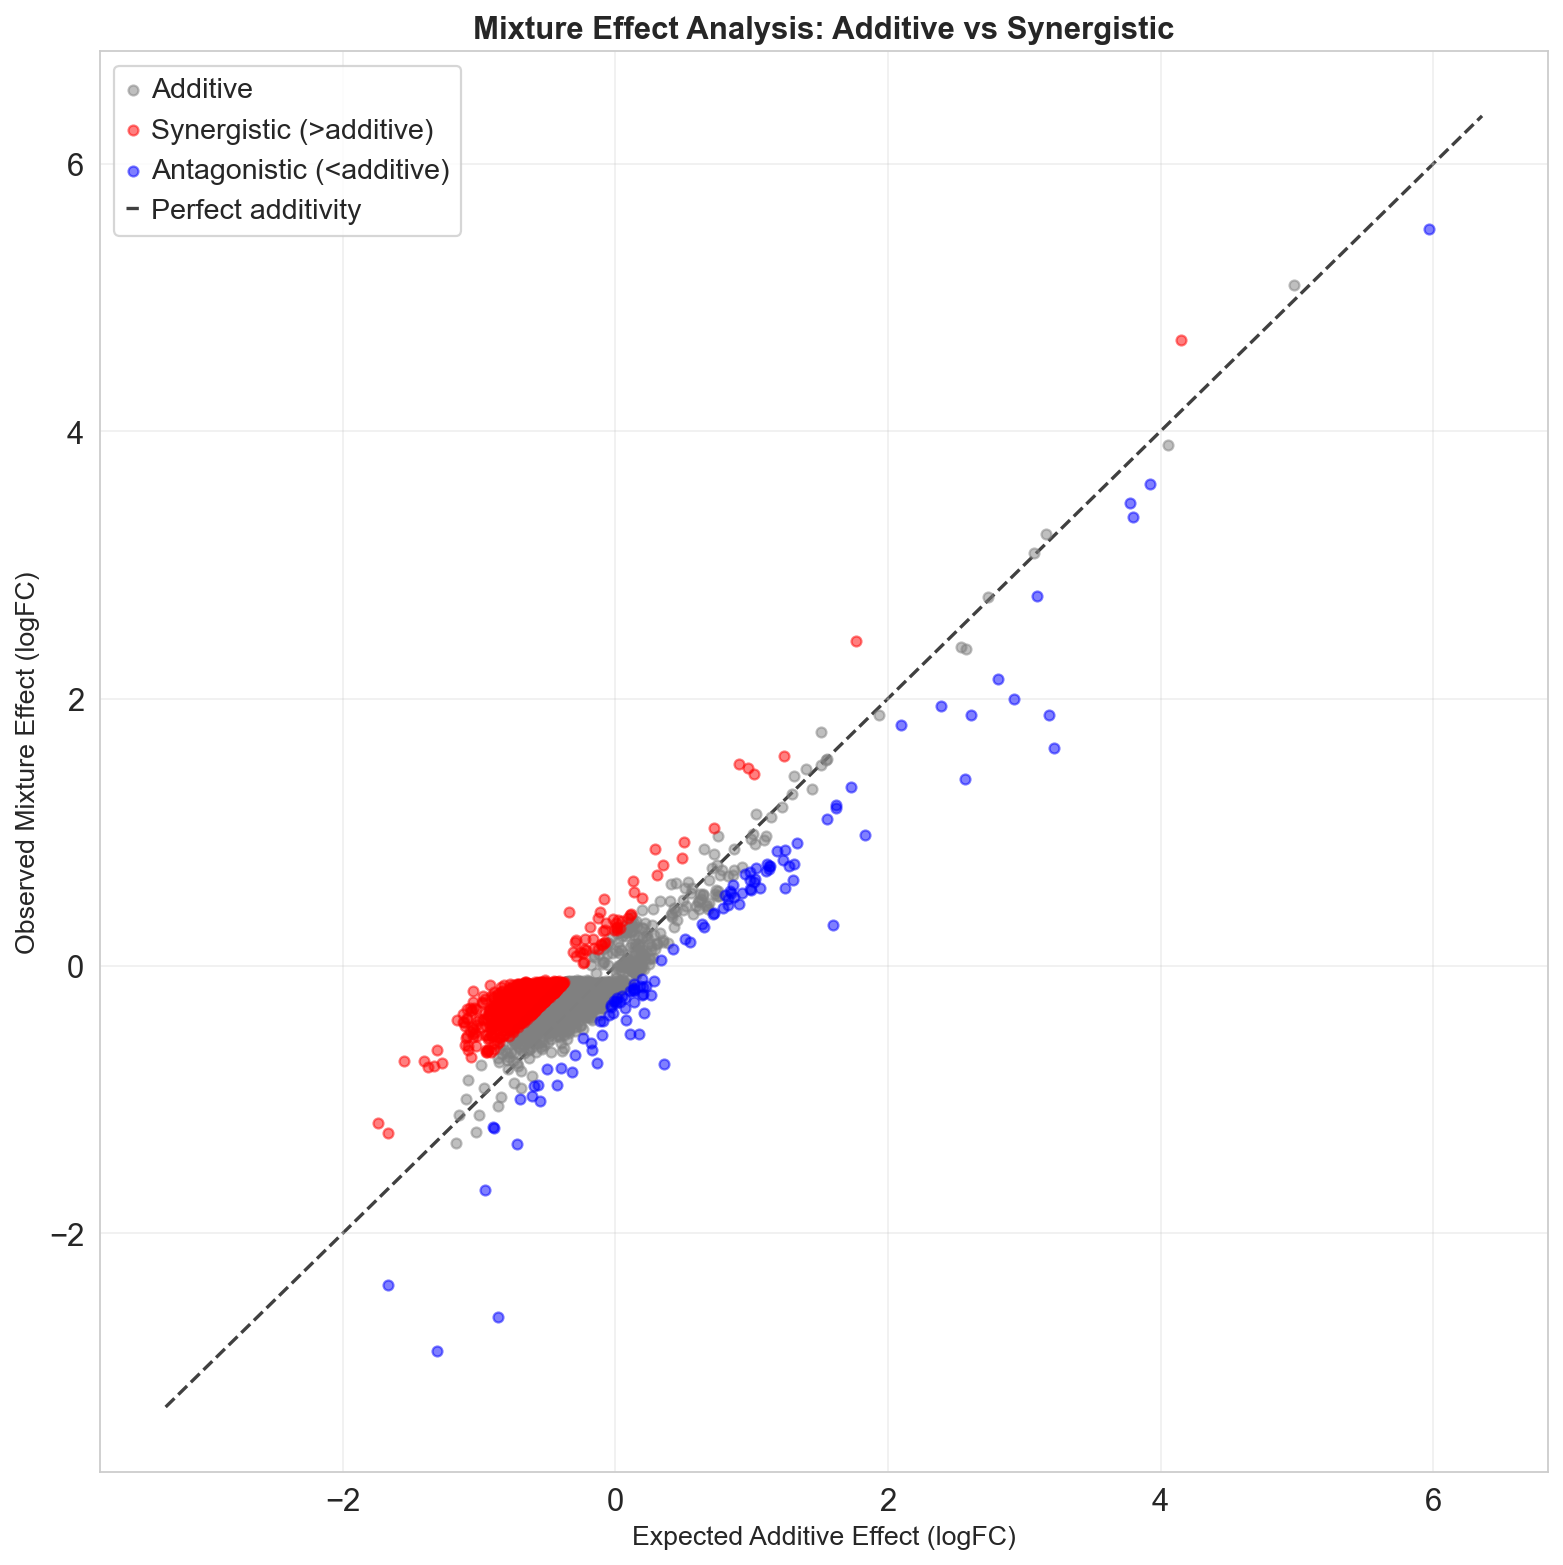 Mixture Effect Analysis: Additive vs Synergistic
Additive
Synergistic (>additive)
Antagonistic (<additive)
Perfect additivity
6
4
2
0
−2
Observed Mixture Effect (logFC)
−2
0
2
4
6
Expected Additive Effect (logFC)